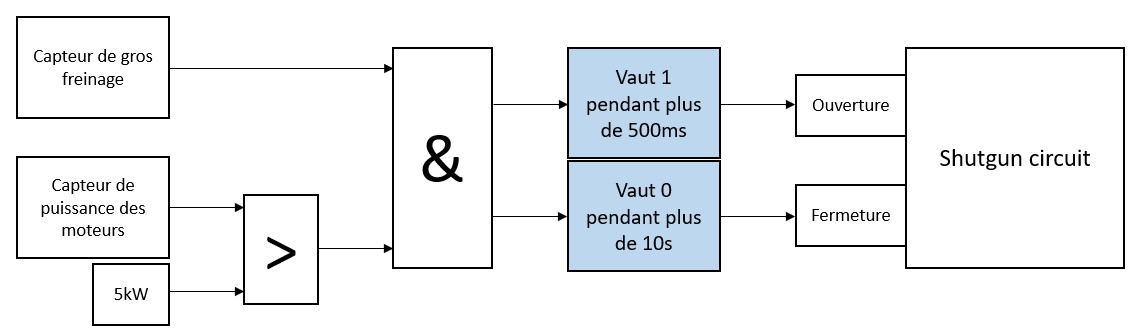 Capteur de gros
freinage
Capteur de
puissance des
moteurs
5kW
>
&
Vaut 1
pendant plus
de 500ms
Vaut 0
pendant plus
de 10s
Ouverture
Fermeture
Shutgun circuit